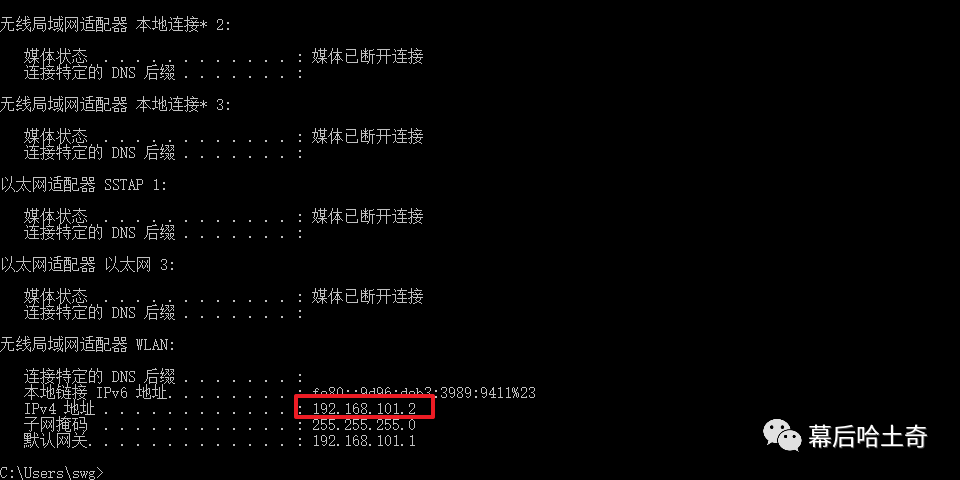 无线局域网适配器 本地连接* 2:
媒体状态 . . . . . . . . . . . . : 媒体已断开连接
连接特定的 DNS 后缀 . . . . . . . :
无线局域网适配器 本地连接* 3:
媒体状态 . . . . . . . . . . . . : 媒体已断开连接
连接特定的 DNS 后缀 . . . . . . . :
以太网适配器 SSTAP 1:
媒体状态 . . . . . . . . . . . . : 媒体已断开连接
连接特定的 DNS 后缀 . . . . . . . :
以太网适配器 以太网 3:
媒体状态 . . . . . . . . . . . . : 媒体已断开连接
连接特定的 DNS 后缀 . . . . . . . :
无线局域网适配器 WLAN:
连接特定的 DNS 后缀 . . . . . . . :
本地链接 IPv6 地址. . . . . . . . : fe80::9d96:dcb3:3989:9411%23
IPv4 地址 . . . . . . . . . . . . : 192.168.101.2
子网掩码 . . . . . . . . . . . . : 255.255.255.0
默认网关. . . . . . . . . . . . . : 192.168.101.1
C:\Users\swg>
幕后哈土奇